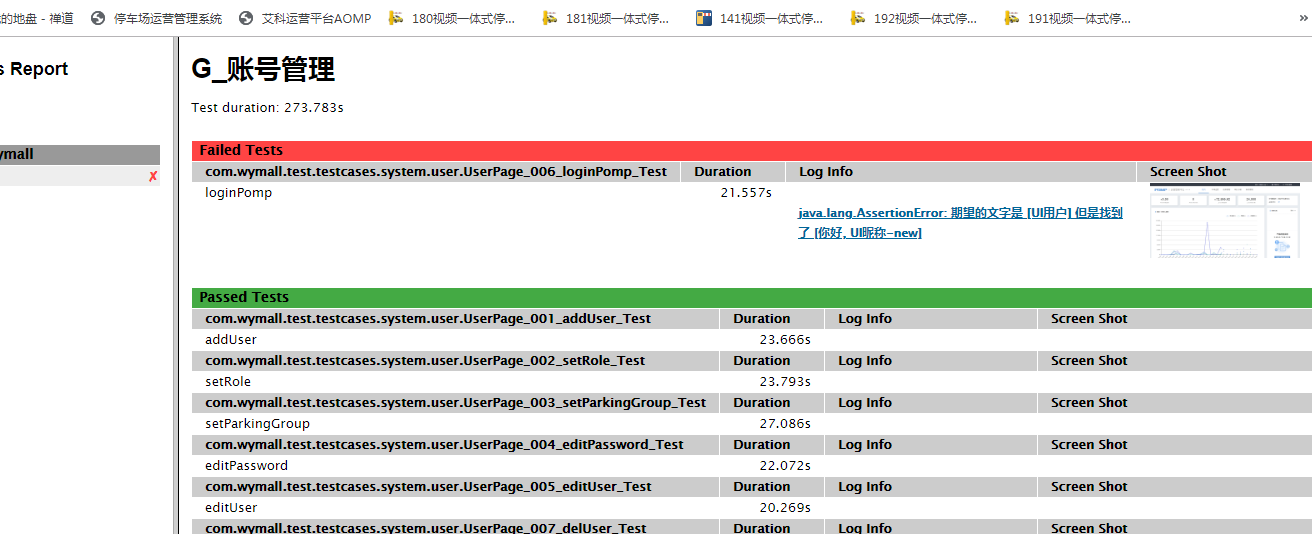 的地盘 - 禅道 停车场运营管理系统 艾科运营平台AOMP 180视频一体式停... 181视频一体式停... 141视频一体式停... 192视频一体式停... 191视频一体式停... »
s Report
G_账号管理
Test duration: 273.783s
ymall
✘
Failed Tests
com.wymall.test.testcases.system.user.UserPage_006_loginPomp_Test Duration Log Info Screen Shot
loginPomp 21.557s
java.lang.AssertionError: 期望的文字是 [UI用户] 但是找到
了 [你好, UI昵称-new]
Passed Tests
com.wymall.test.testcases.system.user.UserPage_001_addUser_Test Duration Log Info Screen Shot
addUser 23.666s
com.wymall.test.testcases.system.user.UserPage_002_setRole_Test Duration Log Info Screen Shot
setRole 23.793s
com.wymall.test.testcases.system.user.UserPage_003_setParkingGroup_Test Duration Log Info Screen Shot
setParkingGroup 27.086s
com.wymall.test.testcases.system.user.UserPage_004_editPassword_Test Duration Log Info Screen Shot
editPassword 22.072s
com.wymall.test.testcases.system.user.UserPage_005_editUser_Test Duration Log Info Screen Shot
editUser 20.269s
com.wymall.test.testcases.system.user.UserPage_007_delUser_Test Duration Log Info Screen Shot